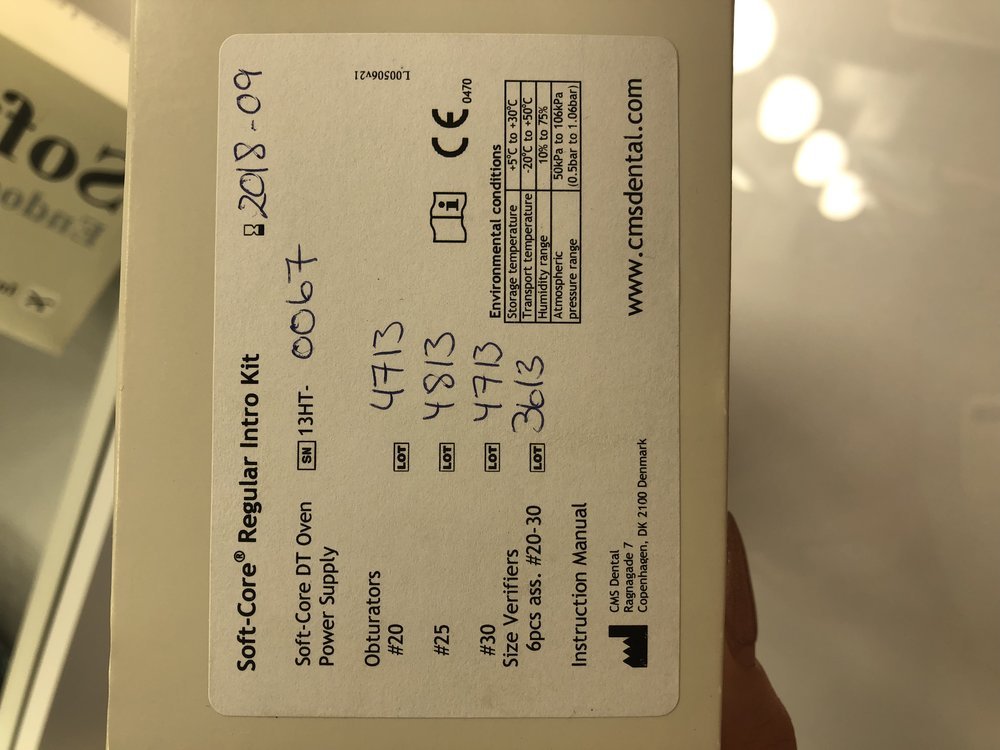 Soft-Core® Regular Intro Kit
2018-09
Soft-Core DT Oven SN 13HT- 0067
Power Supply
L00506v21
Obturators
#20 LOT 4713
#25 LOT 4813
#30 LOT 4713
Size Verifiers
6pcs ass. #20-30 LOT 3613
Instruction Manual
CE 0470
Environmental conditions
Storage temperature +5°C to +30°C
Transport temperature -20°C to +50°C
Humidity range 10% to 75%
Atmospheric 50kPa to 106kPa
pressure range (0.5bar to 1.06bar)
CMS Dental
Ragnagade 7
Copenhagen, DK 2100 Denmark
www.cmsdental.com
Soft
Endo